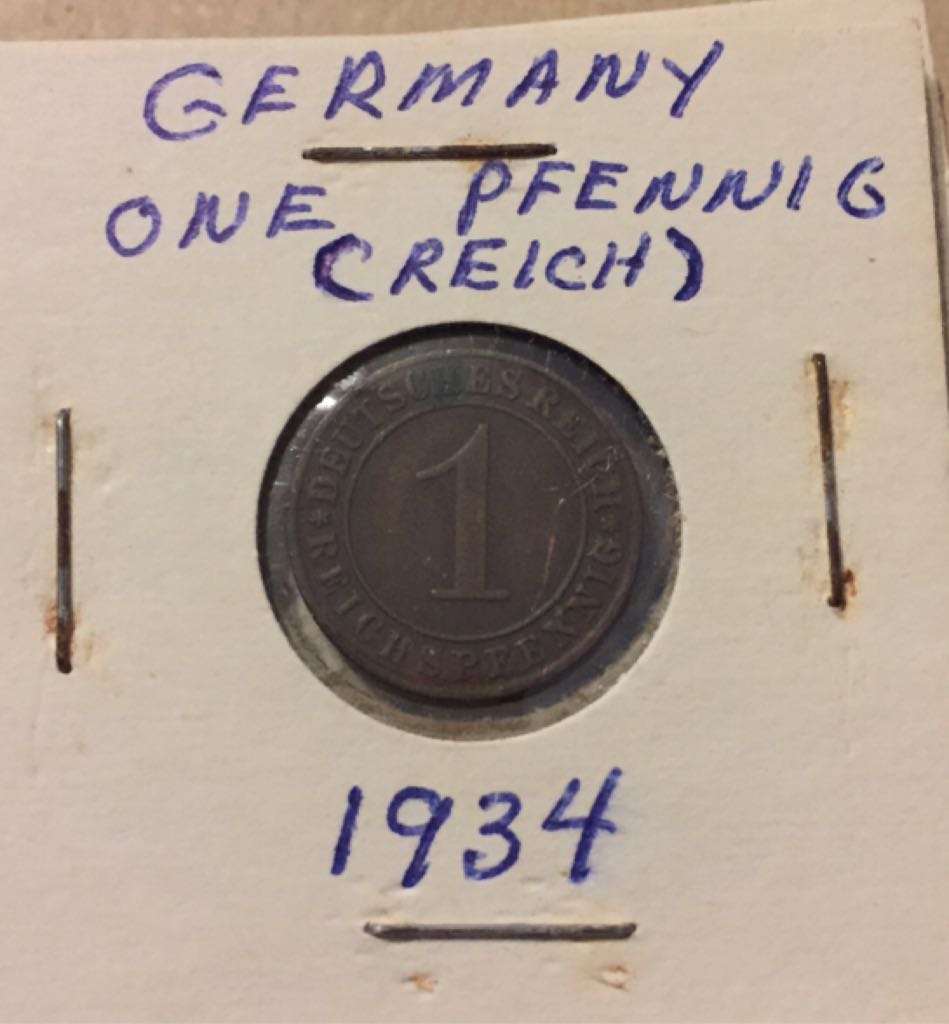 GERMANY
ONE PFENNIG
(REICH)
DEUTSCHES REICH
1
REICHSPFENNIG
1934